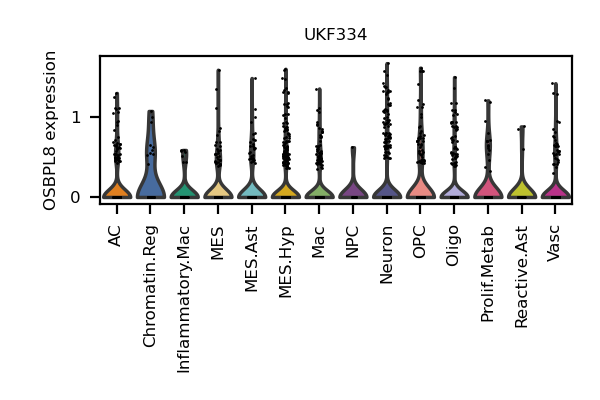 UKF334
OSBPL8 expression
1
0
AC
Chromatin.Reg
Inflammatory.Mac
MES
MES.Ast
MES.Hyp
Mac
NPC
Neuron
OPC
Oligo
Prolif.Metab
Reactive.Ast
Vasc